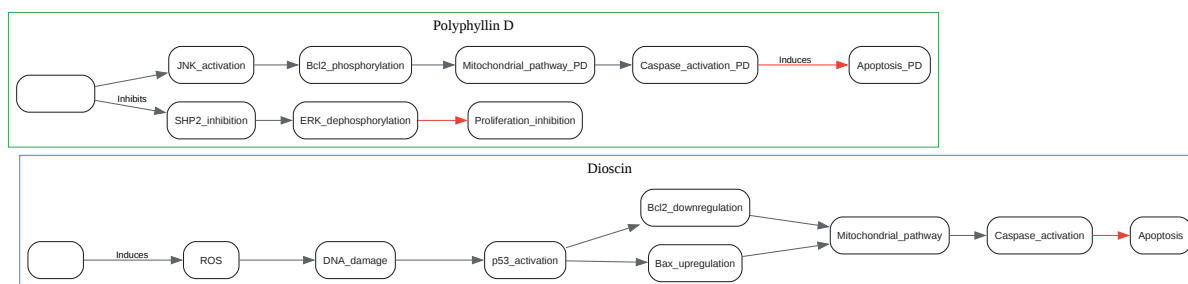 Polyphyllin D
JNK_activation
Bcl2_phosphorylation
Mitochondrial_pathway_PD
Caspase_activation_PD
Induces
Apoptosis_PD
Inhibits
SHP2_inhibition
ERK_dephosphorylation
Proliferation_inhibition
Dioscin
Induces
ROS
DNA_damage
p53_activation
Bcl2_downregulation
Bax_upregulation
Mitochondrial_pathway
Caspase_activation
Apoptosis